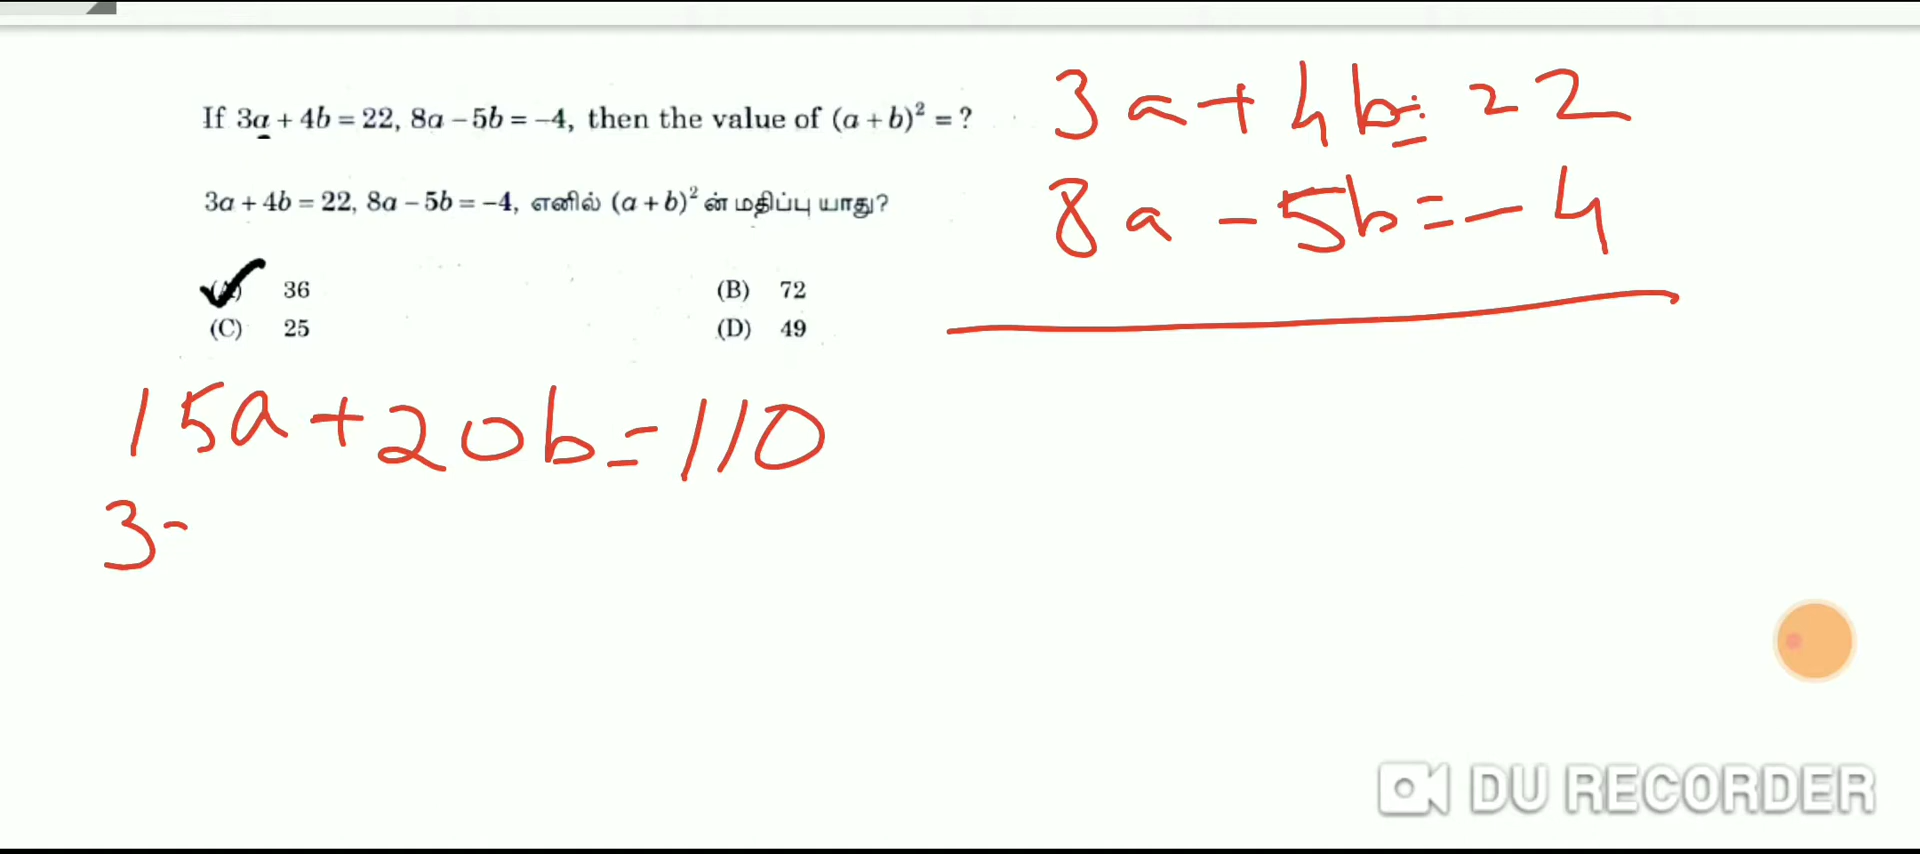 If 3a + 4b = 22, 8a − 5b = −4, then the value of (a + b)² = ?
3a + 4b = 22, 8a − 5b = −4, எனில் (a + b)² ன் மதிப்பு யாது?
(A) 36 (B) 72
(C) 25 (D) 49
3a + 4b = 22
8a - 5b = - 4
15a + 20b = 110
3
DU RECORDER